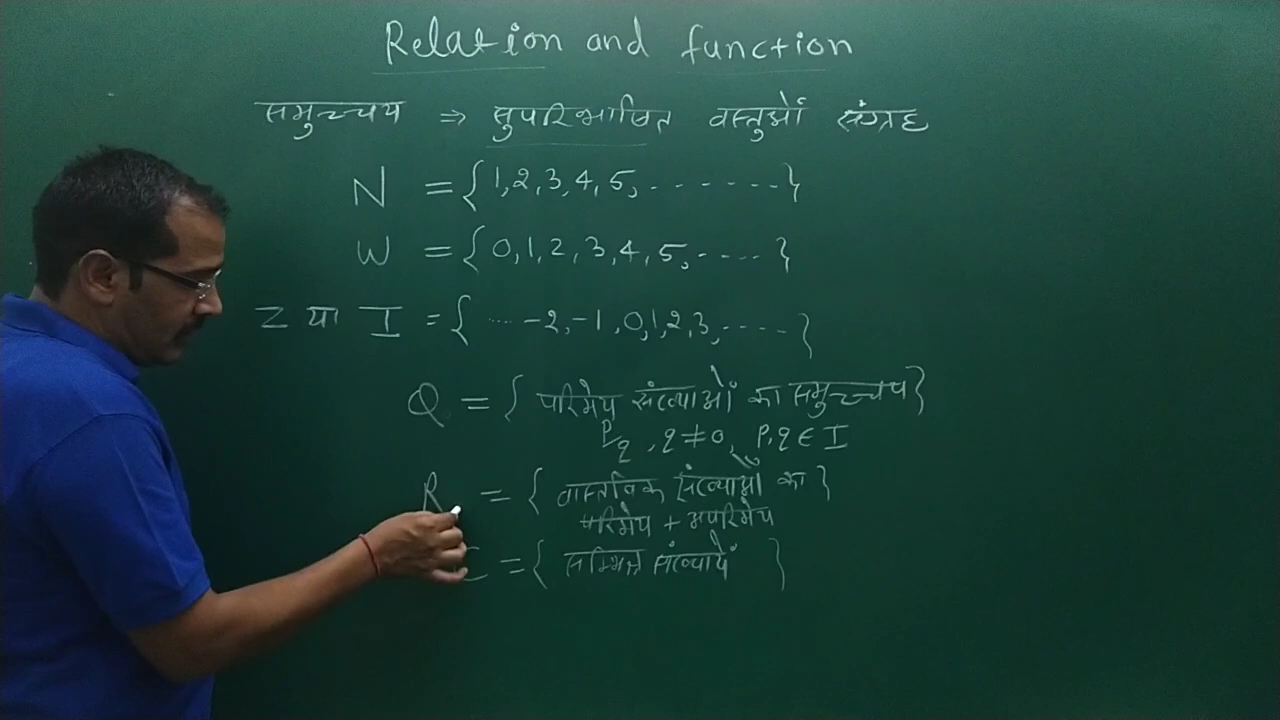 Relation and function
समुच्चय ⇒ सुपरिभाषित वस्तुओं संग्रह
N = {1, 2, 3, 4, 5, .......}
W = {0, 1, 2, 3, 4, 5, .....}
Z या I = { .... -2, -1, 0, 1, 2, 3, .....}
Q = { परिमेय संख्याओं का समुच्चय}
P/q , q ≠ 0, P, q ∈ I
R = { वास्तविक संख्याओं का }
परिमेय + अपरिमेय
C = { सम्मिश्र संख्यायें }